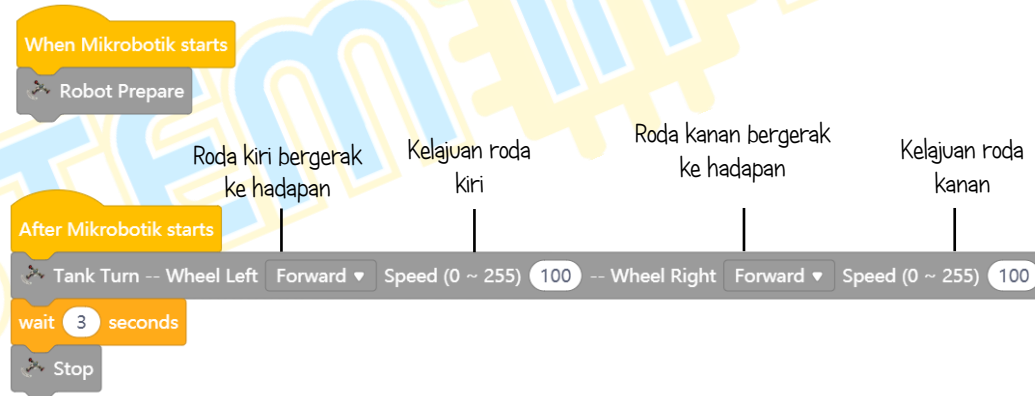 When Mikrobotik starts
Robot Prepare
Roda kiri bergerak
ke hadapan
Kelajuan roda
kiri
Roda kanan bergerak
ke hadapan
Kelajuan roda
kanan
After Mikrobotik starts
Tank Turn -- Wheel Left Forward ▼ Speed (0 ~ 255) 100 -- Wheel Right Forward ▼ Speed (0 ~ 255) 100
wait 3 seconds
Stop